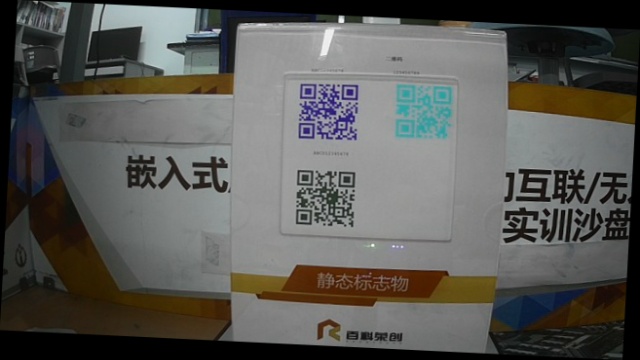 二维码
嵌入式
互联/无
实训沙盘
静态标志物
百科荣创